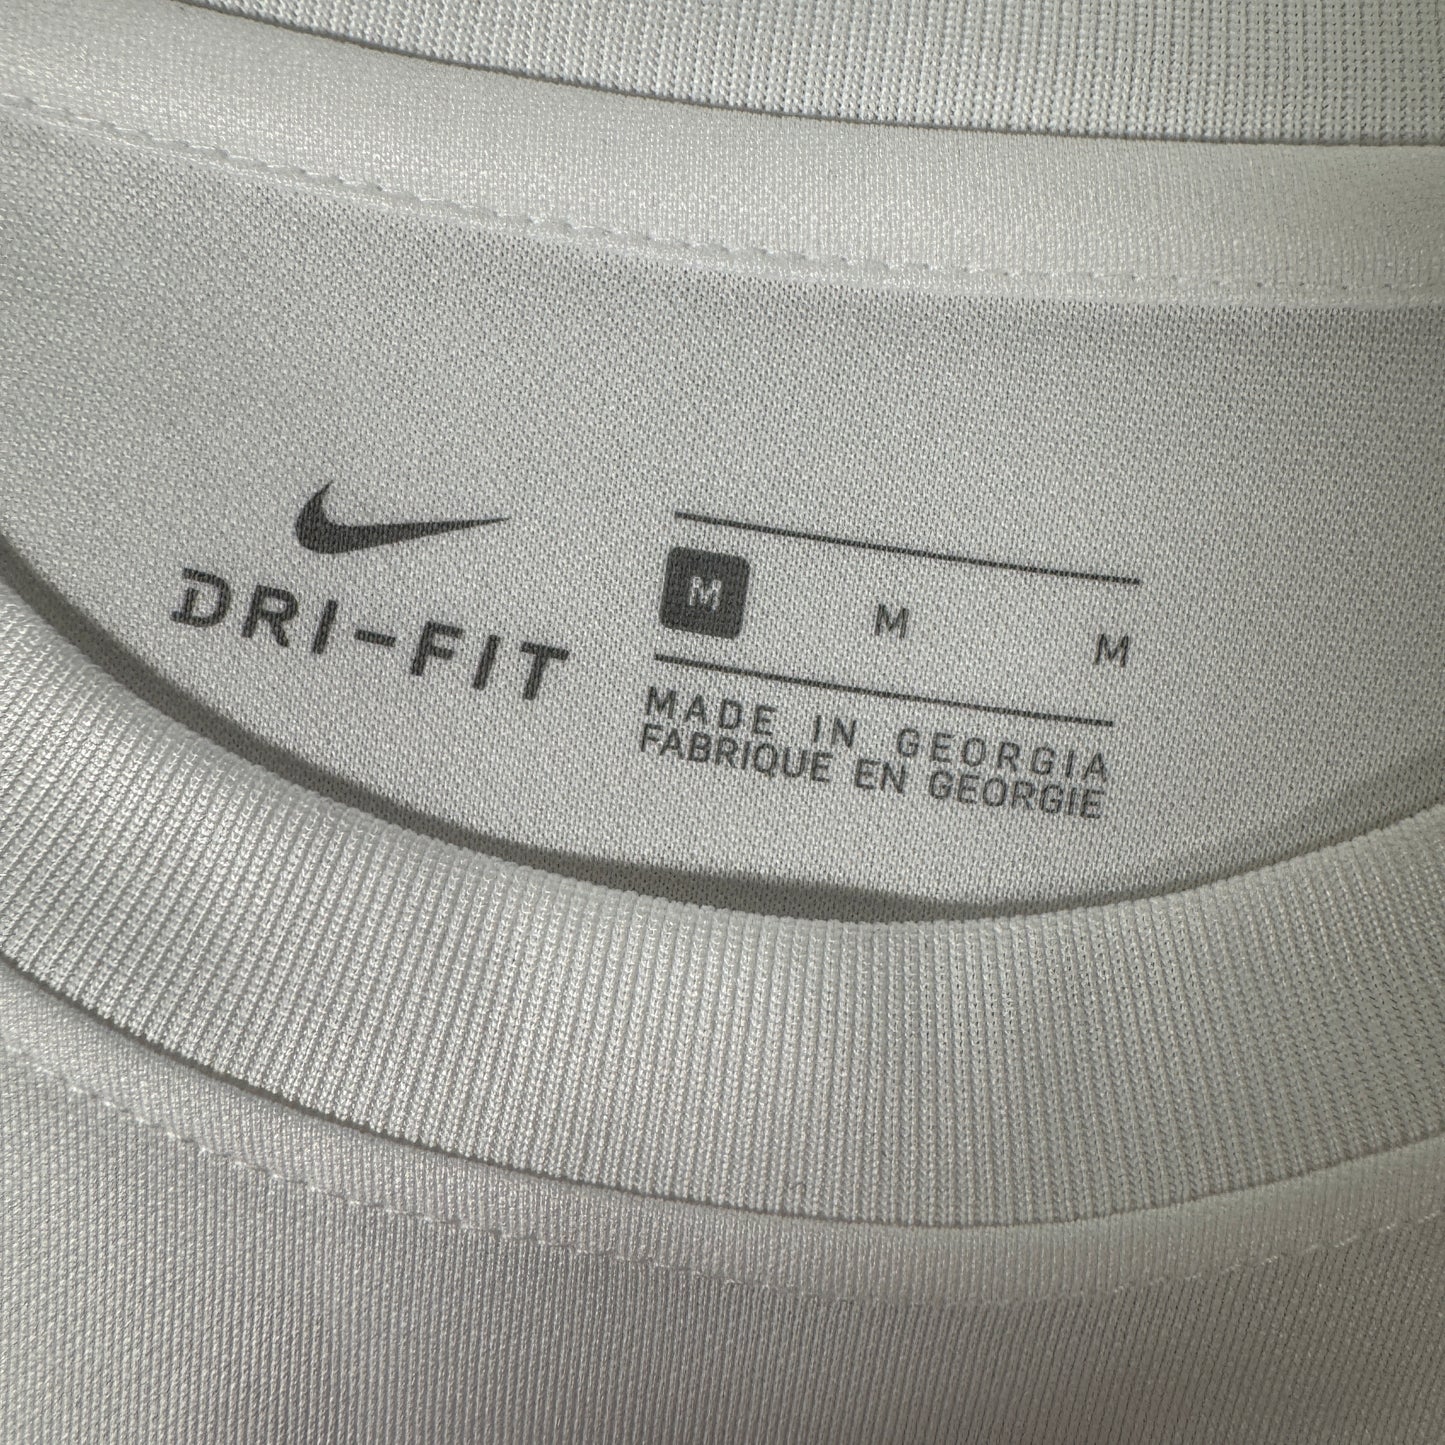 DRI-FIT
M M M
MADE IN GEORGIA
FABRIQUE EN GEORGIE